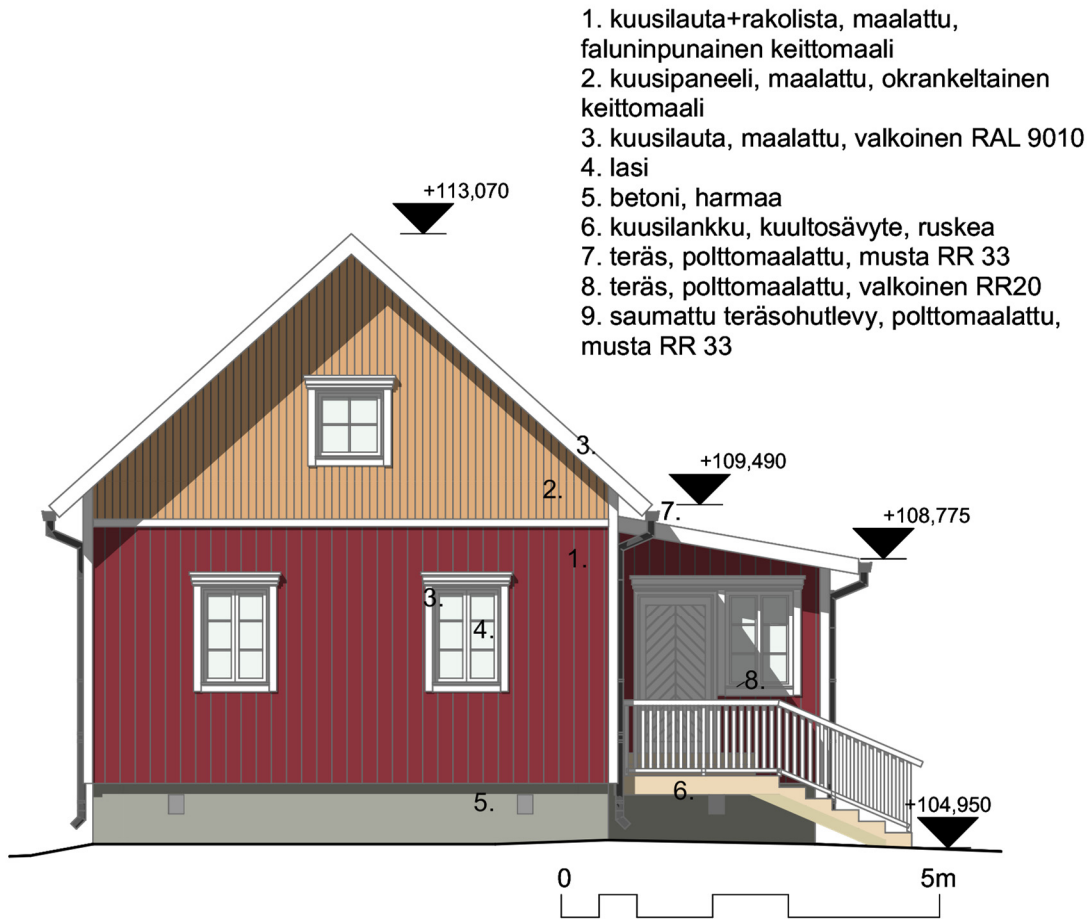 1. kuusilauta+rakolista, maalattu,
faluninpunainen keittomaali
2. kuusipaneeli, maalattu, okrankeltainen
keittomaali
3. kuusilauta, maalattu, valkoinen RAL 9010
4. lasi
5. betoni, harmaa
6. kuusilankku, kuultosävyte, ruskea
7. teräs, polttomaalattu, musta RR 33
8. teräs, polttomaalattu, valkoinen RR20
9. saumattu teräsohutlevy, polttomaalattu,
musta RR 33
+113,070
3.
+109,490
2.
7.
+108,775
1.
3.
4.
8.
6.
5.
+104,950
0
5m